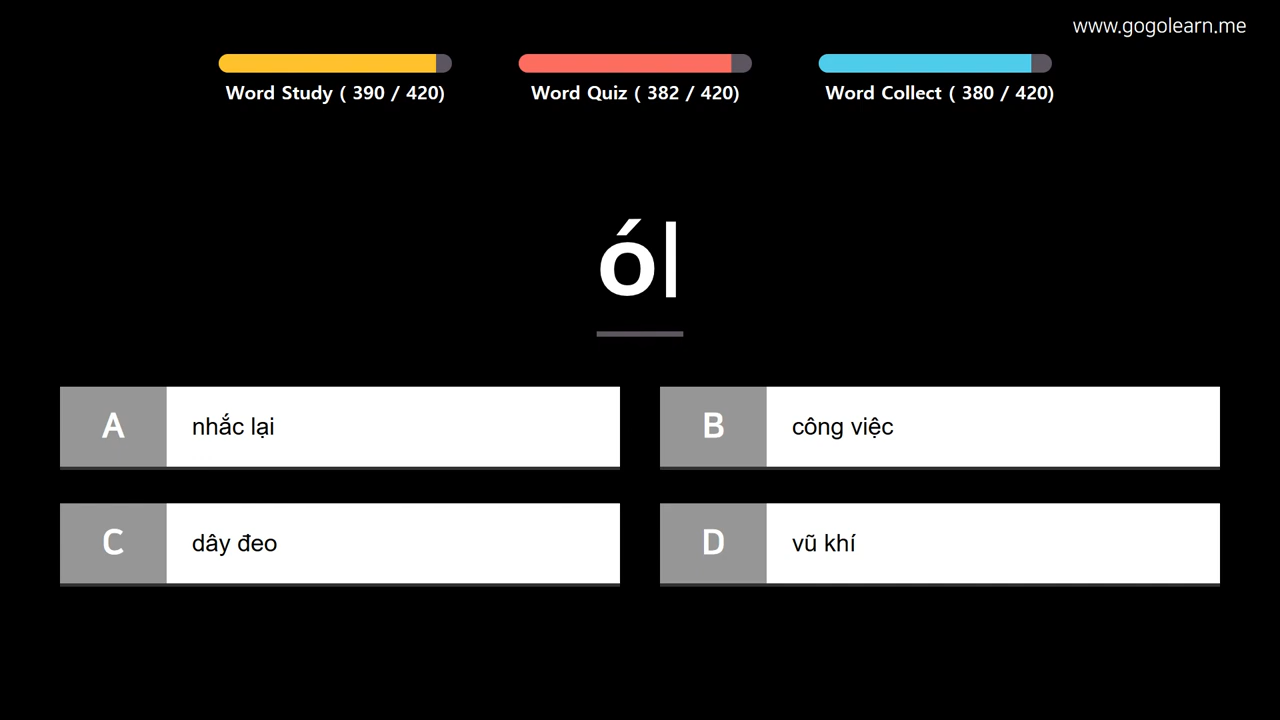 www.gogolearn.me
Word Study ( 390 / 420)
Word Quiz ( 382 / 420)
Word Collect ( 380 / 420)
ól
A nhắc lại
B công việc
C dây đeo
D vũ khí